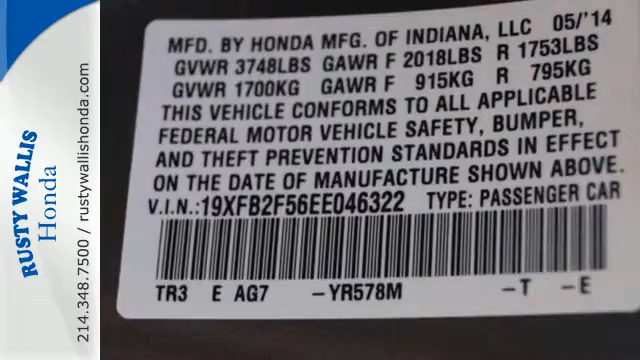 MFD. BY HONDA MFG. OF INDIANA, LLC 05/'14
GVWR 3748LBS GAWR F 2018LBS R 1753LBS
GVWR 1700KG GAWR F 915KG R 795KG
THIS VEHICLE CONFORMS TO ALL APPLICABLE
FEDERAL MOTOR VEHICLE SAFETY, BUMPER,
AND THEFT PREVENTION STANDARDS IN EFFECT
ON THE DATE OF MANUFACTURE SHOWN ABOVE.
V.I.N.:19XFB2F56EE046322 TYPE: PASSENGER CAR
TR3 E AG7 -YR578M -T -E
RUSTY WALLIS
Honda
214.348.7500 / rustywallishonda.com